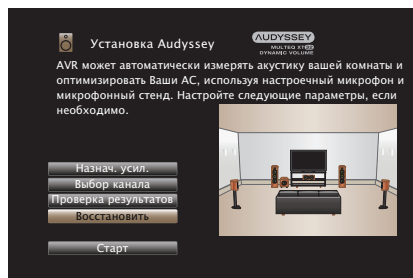 Установка Audyssey
AUDYSSEY
MULTEQ XT32
DYNAMIC VOLUME
AVR может автоматически измерять акустику вашей комнаты и
оптимизировать Ваши АС, используя настроечный микрофон и
микрофонный стенд. Настройте следующие параметры, если
необходимо.
Назнач. усил.
Выбор канала
Проверка результатов
Восстановить
Старт